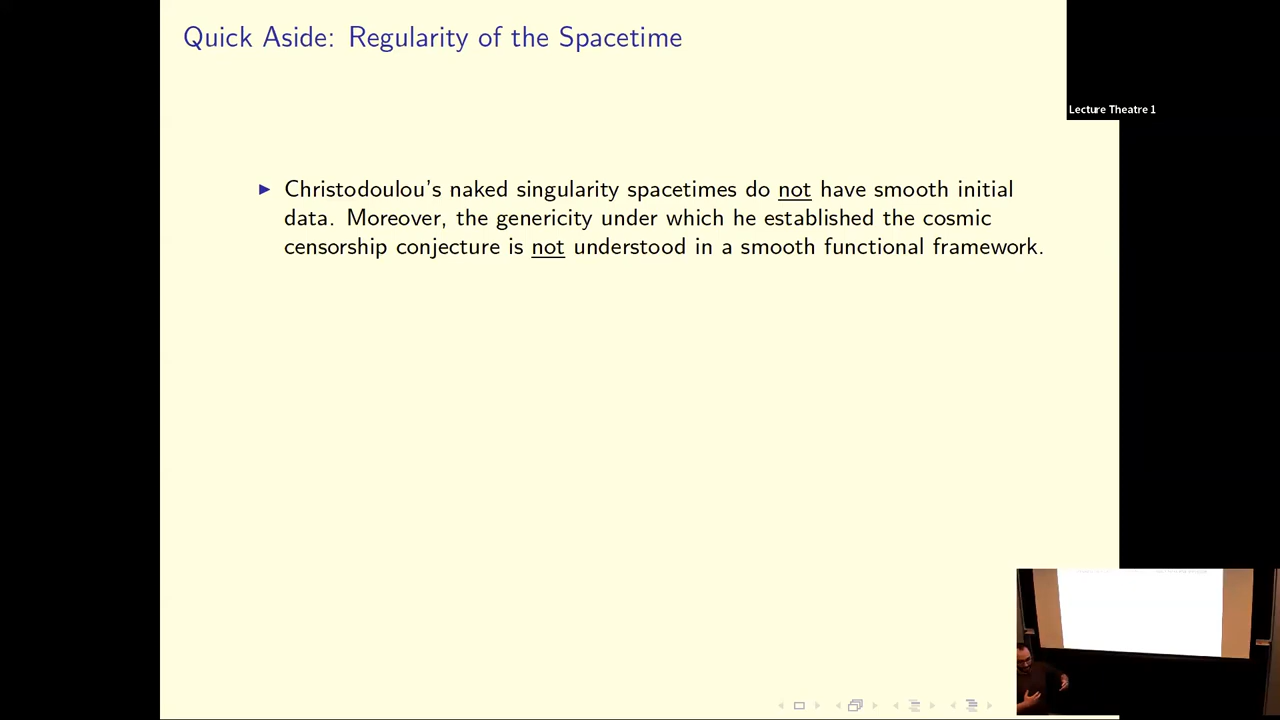 Quick Aside: Regularity of the Spacetime
Lecture Theatre 1
Christodoulou's naked singularity spacetimes do not have smooth initial
data. Moreover, the genericity under which he established the cosmic
censorship conjecture is not understood in a smooth functional framework.